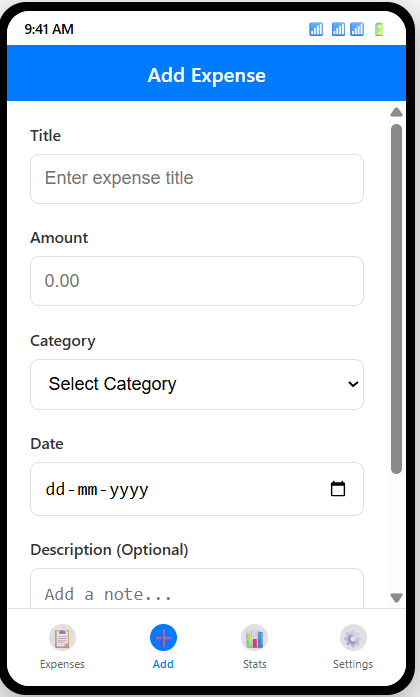 9:41 AM
Add Expense
Title
Enter expense title
Amount
0.00
Category
Select Category
Date
dd-mm-yyyy
Description (Optional)
Add a note...
Expenses Add Stats Settings